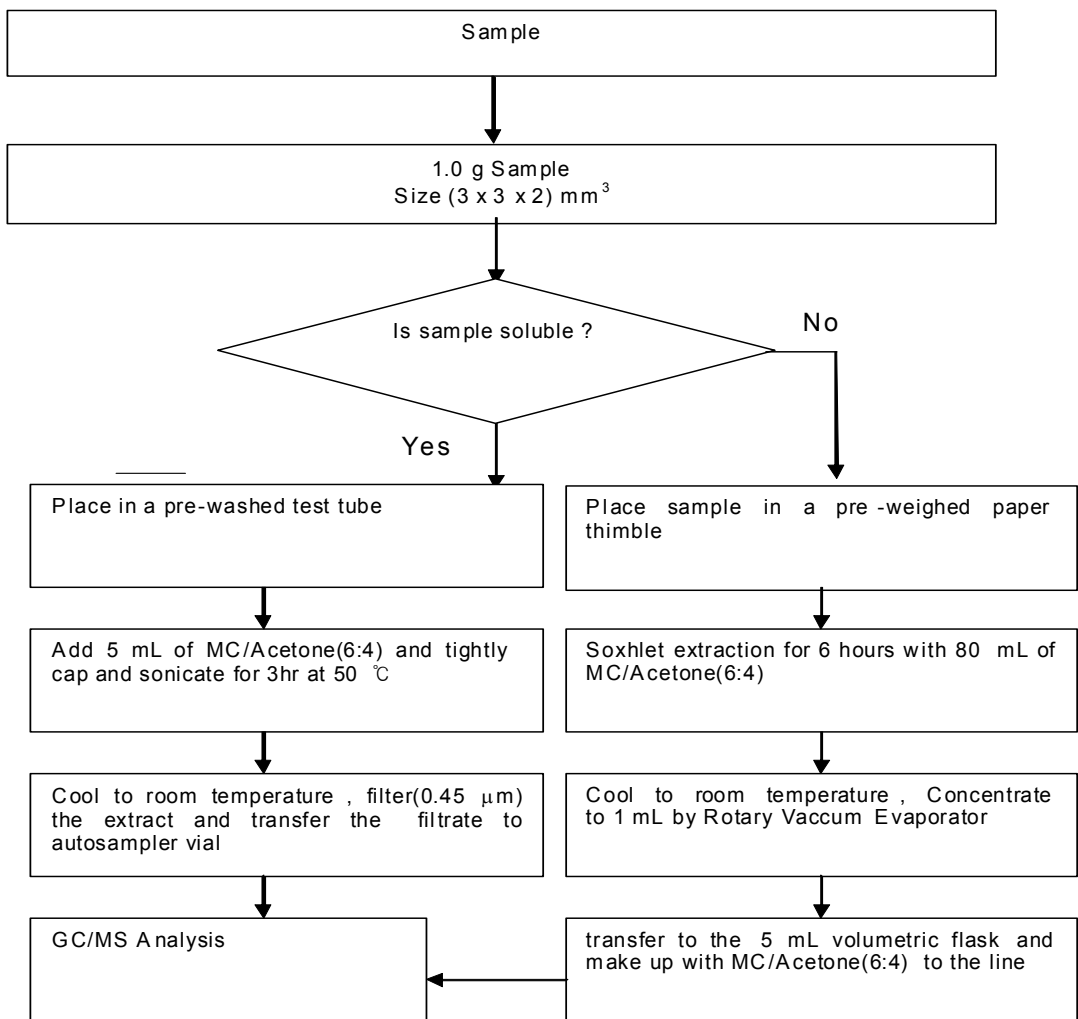 Sample
1.0 g Sample
Size (3 x 3 x 2) mm³
Is sample soluble ?
No
Yes
Place in a pre-washed test tube
Add 5 mL of MC/Acetone(6:4) and tightly
cap and sonicate for 3hr at 50 ℃
Cool to room temperature , filter(0.45 μm)
the extract and transfer the filtrate to
autosampler vial
GC/MS Analysis
Place sample in a pre -weighed paper
thimble
Soxhlet extraction for 6 hours with 80 mL of
MC/Acetone(6:4)
Cool to room temperature , Concentrate
to 1 mL by Rotary Vaccum Evaporator
transfer to the 5 mL volumetric flask and
make up with MC/Acetone(6:4) to the line